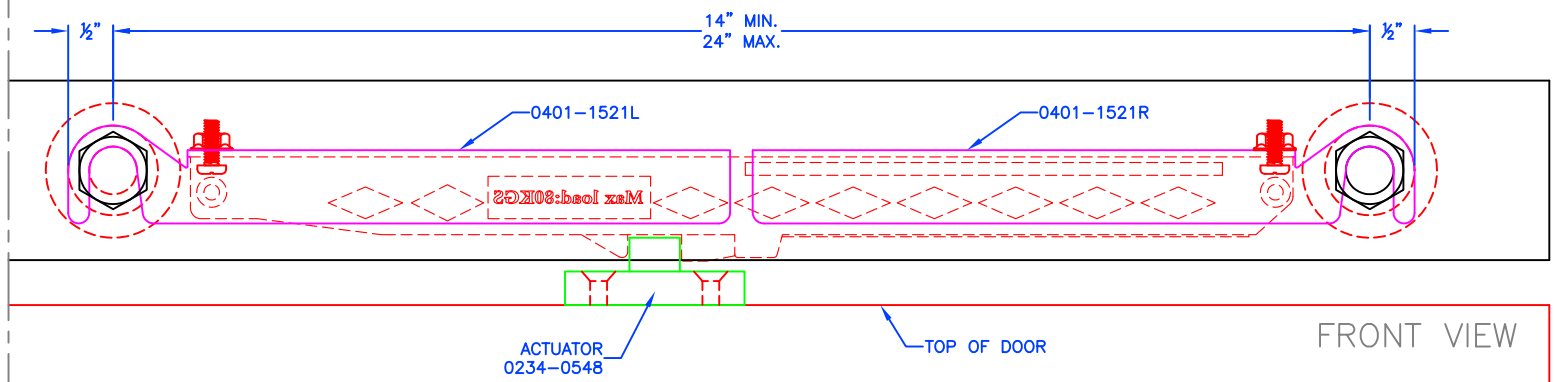 ½"
14" MIN.
24" MAX.
½"
0401-1521L
0401-1521R
Max load:80KGS
ACTUATOR
0234-0548
TOP OF DOOR
FRONT VIEW